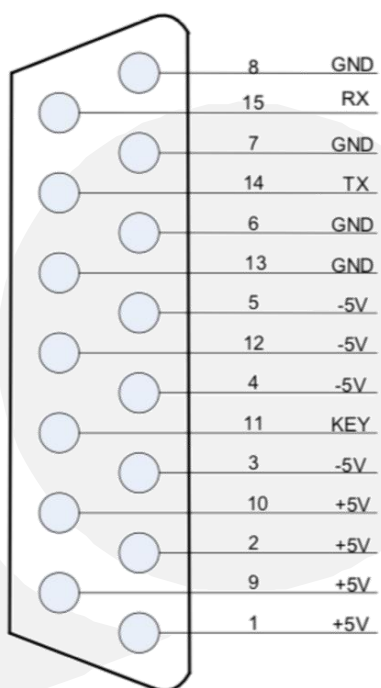 8 GND
15 RX
7 GND
14 TX
6 GND
13 GND
5 -5V
12 -5V
4 -5V
11 KEY
3 -5V
10 +5V
2 +5V
9 +5V
1 +5V